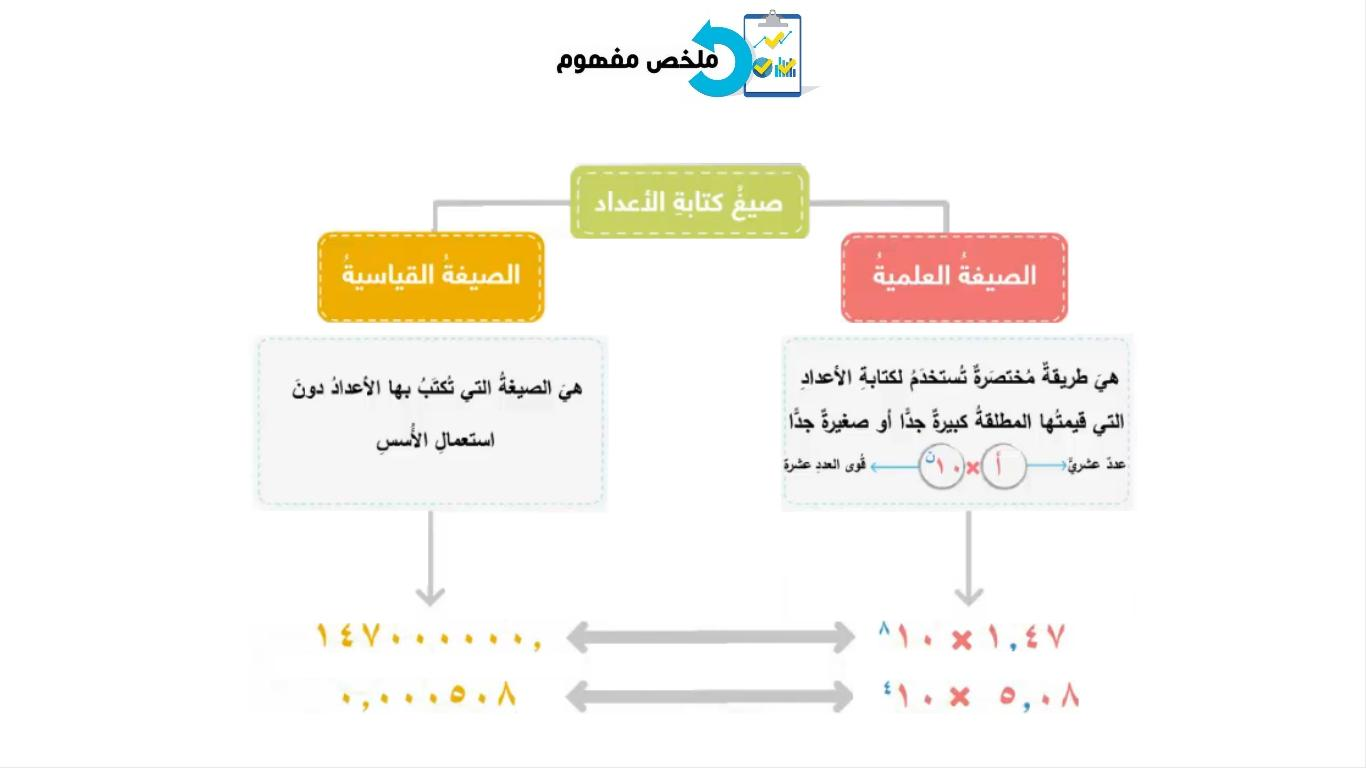 ملخص مفهوم
صيغُ كتابةِ الأعداد
الصيغةُ العلميةُ
هيَ طريقةٌ مُختصَرةٌ تُستخدَمُ لكتابةِ الأعدادِ
التي قيمتُها المطلقةُ كبيرةٌ جدًّا أو صغيرةٌ جدًّا
عددٌ عشريٌّ أ × ١٠ ن قُوى العددِ عشرة
الصيغةُ القياسيةُ
هيَ الصيغةُ التي تُكتَبُ بها الأعدادُ دونَ
استعمالِ الأُسسِ
١,٤٧ × ١٠ ٨
١٤٧٠٠٠٠٠٠,
٥,٠٨ × ١٠ ٤
٠,٠٠٠٥٠٨